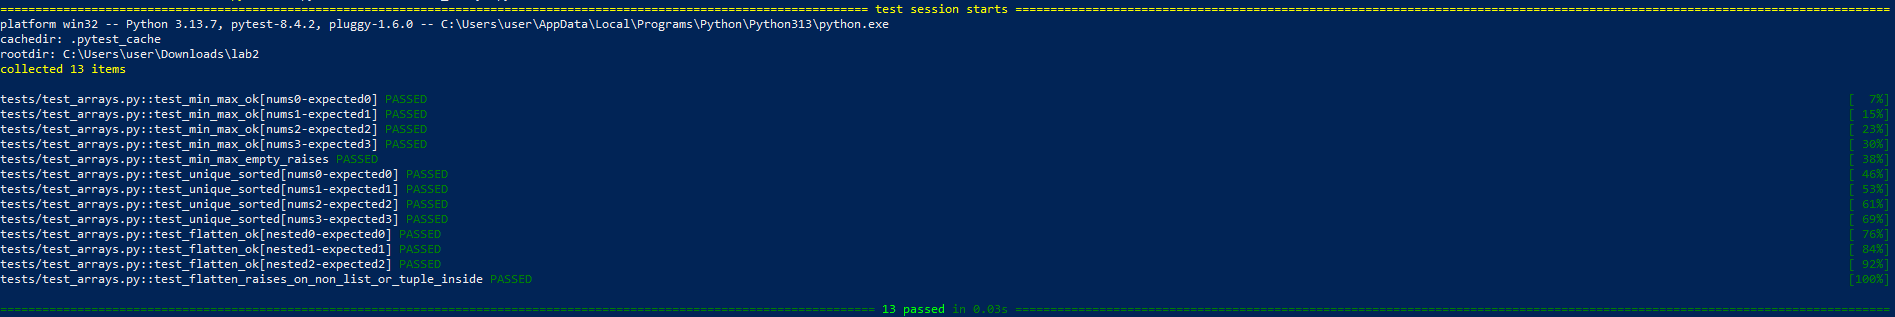 ============================= test session starts =============================
platform win32 -- Python 3.13.7, pytest-8.4.2, pluggy-1.6.0 -- C:\Users\user\AppData\Local\Programs\Python\Python313\python.exe
cachedir: .pytest_cache
rootdir: C:\Users\user\Downloads\lab2
collected 13 items
tests/test_arrays.py::test_min_max_ok[nums0-expected0] PASSED [  7%]
tests/test_arrays.py::test_min_max_ok[nums1-expected1] PASSED [ 15%]
tests/test_arrays.py::test_min_max_ok[nums2-expected2] PASSED [ 23%]
tests/test_arrays.py::test_min_max_ok[nums3-expected3] PASSED [ 30%]
tests/test_arrays.py::test_min_max_empty_raises PASSED [ 38%]
tests/test_arrays.py::test_unique_sorted[nums0-expected0] PASSED [ 46%]
tests/test_arrays.py::test_unique_sorted[nums1-expected1] PASSED [ 53%]
tests/test_arrays.py::test_unique_sorted[nums2-expected2] PASSED [ 61%]
tests/test_arrays.py::test_unique_sorted[nums3-expected3] PASSED [ 69%]
tests/test_arrays.py::test_flatten_ok[nested0-expected0] PASSED [ 76%]
tests/test_arrays.py::test_flatten_ok[nested1-expected1] PASSED [ 84%]
tests/test_arrays.py::test_flatten_ok[nested2-expected2] PASSED [ 92%]
tests/test_arrays.py::test_flatten_raises_on_non_list_or_tuple_inside PASSED [100%]
============================= 13 passed in 0.03s =============================